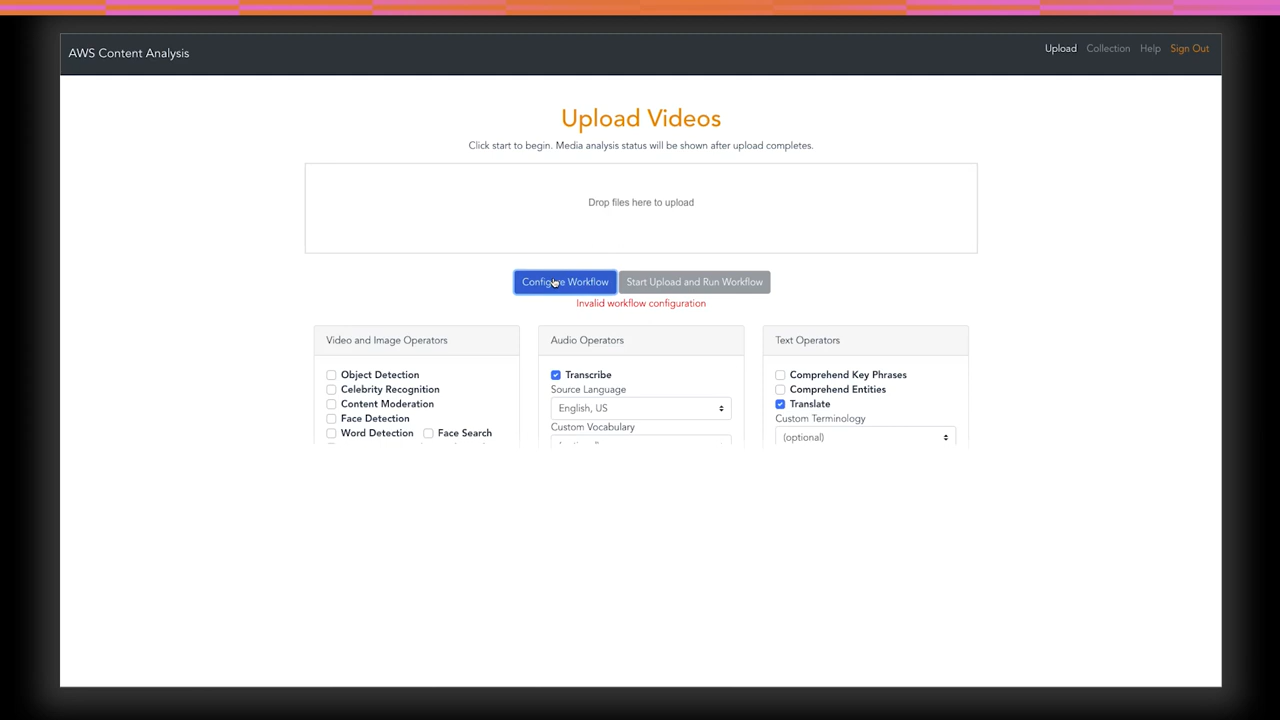 AWS Content Analysis
Upload Collection Help Sign Out
Upload Videos
Click start to begin. Media analysis status will be shown after upload completes.
Drop files here to upload
Configure Workflow Start Upload and Run Workflow
Invalid workflow configuration
Video and Image Operators
Object Detection
Celebrity Recognition
Content Moderation
Face Detection
Word Detection Face Search
Audio Operators
Transcribe
Source Language
English, US
Custom Vocabulary
Text Operators
Comprehend Key Phrases
Comprehend Entities
Translate
Custom Terminology
(optional)